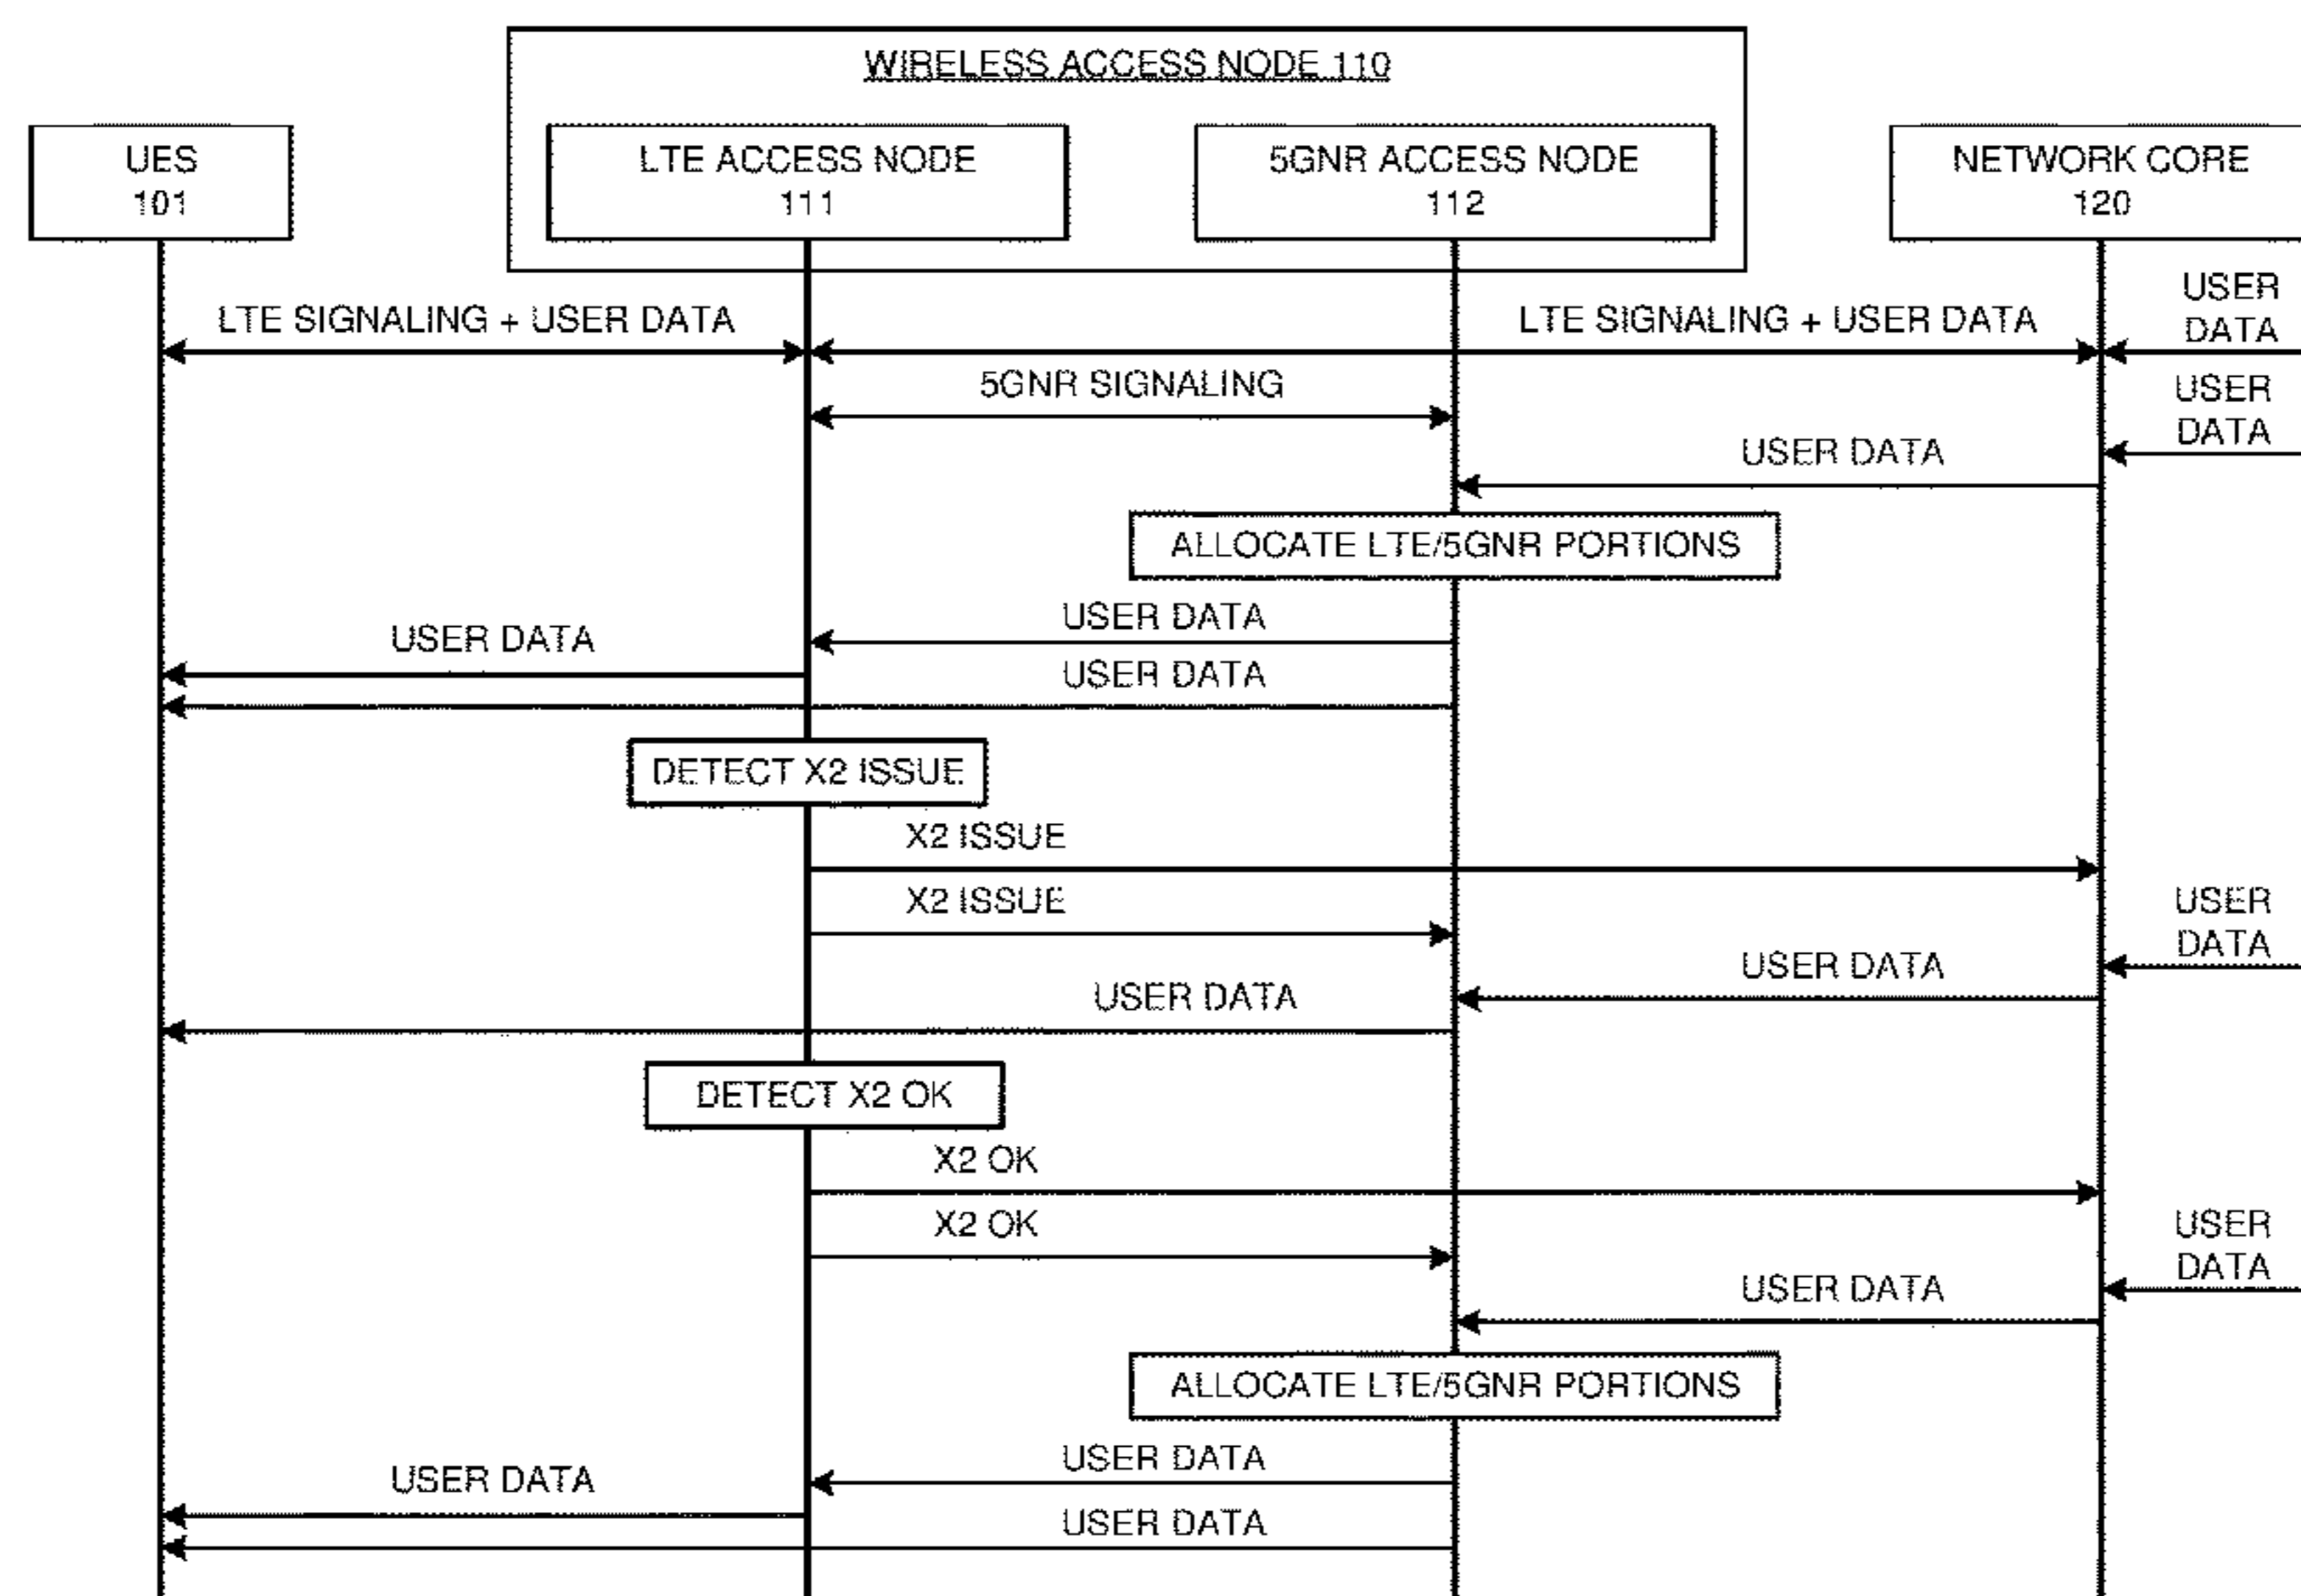 WIRELESS ACCESS NODE 110
UES
101
LTE ACCESS NODE
111
5GNR ACCESS NODE
112
NETWORK CORE
120
LTE SIGNALING + USER DATA
LTE SIGNALING + USER DATA
USER
DATA
5GNR SIGNALING
USER
DATA
USER DATA
ALLOCATE LTE/5GNR PORTIONS
USER DATA
USER DATA
USER DATA
DETECT X2 ISSUE
X2 ISSUE
X2 ISSUE
USER
DATA
USER DATA
USER DATA
DETECT X2 OK
X2 OK
X2 OK
USER
DATA
USER DATA
ALLOCATE LTE/5GNR PORTIONS
USER DATA
USER DATA
USER DATA